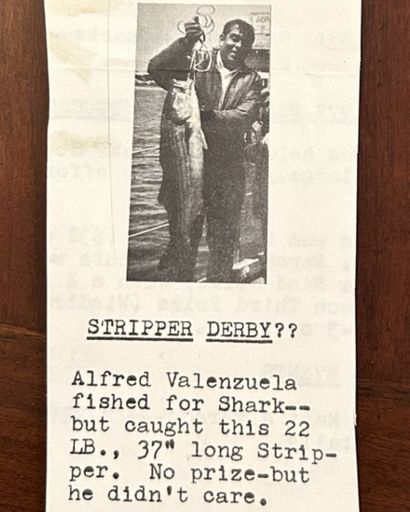 STRIPPER DERBY??
Alfred Valenzuela
fished for Shark--
but caught this 22
LB., 37" long Strip-
per.  No prize-but
he didn't care.